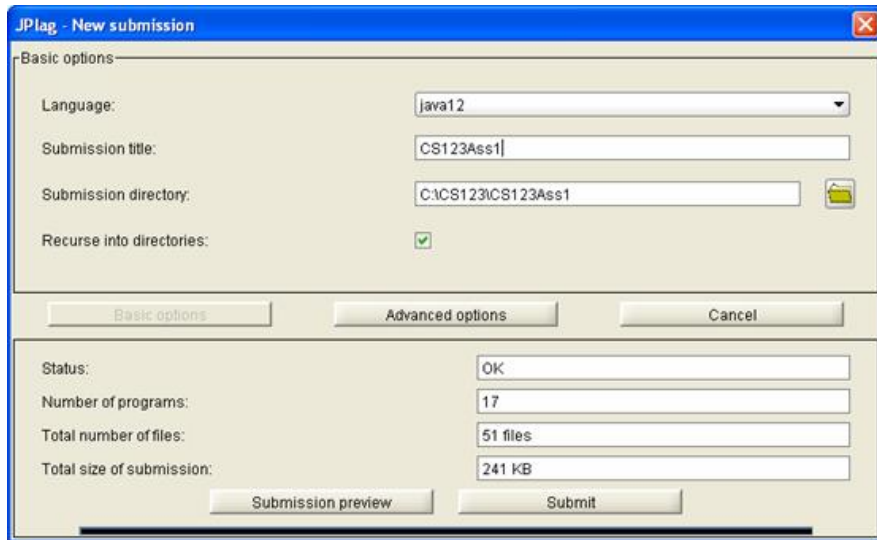 JPlag - New submission
Basic options
Language: java12
Submission title: CS123Ass1
Submission directory: C:\CS123\CS123Ass1
Recurse into directories:
Basic options Advanced options Cancel
Status: OK
Number of programs: 17
Total number of files: 51 files
Total size of submission: 241 KB
Submission preview Submit